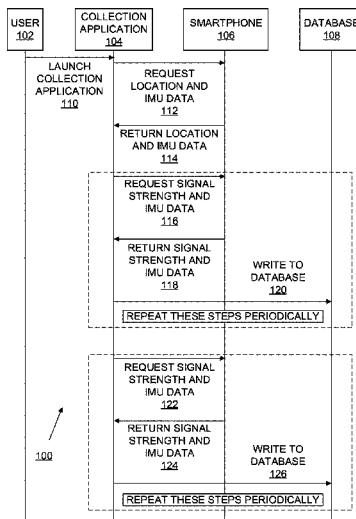 USER
102
COLLECTION
APPLICATION
104
SMARTPHONE
106
DATABASE
108
LAUNCH
COLLECTION
APPLICATION
110
REQUEST
LOCATION AND
IMU DATA
112
RETURN LOCATION
AND IMU DATA
114
REQUEST SIGNAL
STRENGTH AND
IMU DATA
116
RETURN SIGNAL
STRENGTH AND
IMU DATA
118
WRITE TO
DATABASE
120
REPEAT THESE STEPS PERIODICALLY
REQUEST SIGNAL
STRENGTH AND
IMU DATA
122
RETURN SIGNAL
STRENGTH AND
IMU DATA
124
WRITE TO
DATABASE
126
REPEAT THESE STEPS PERIODICALLY
100